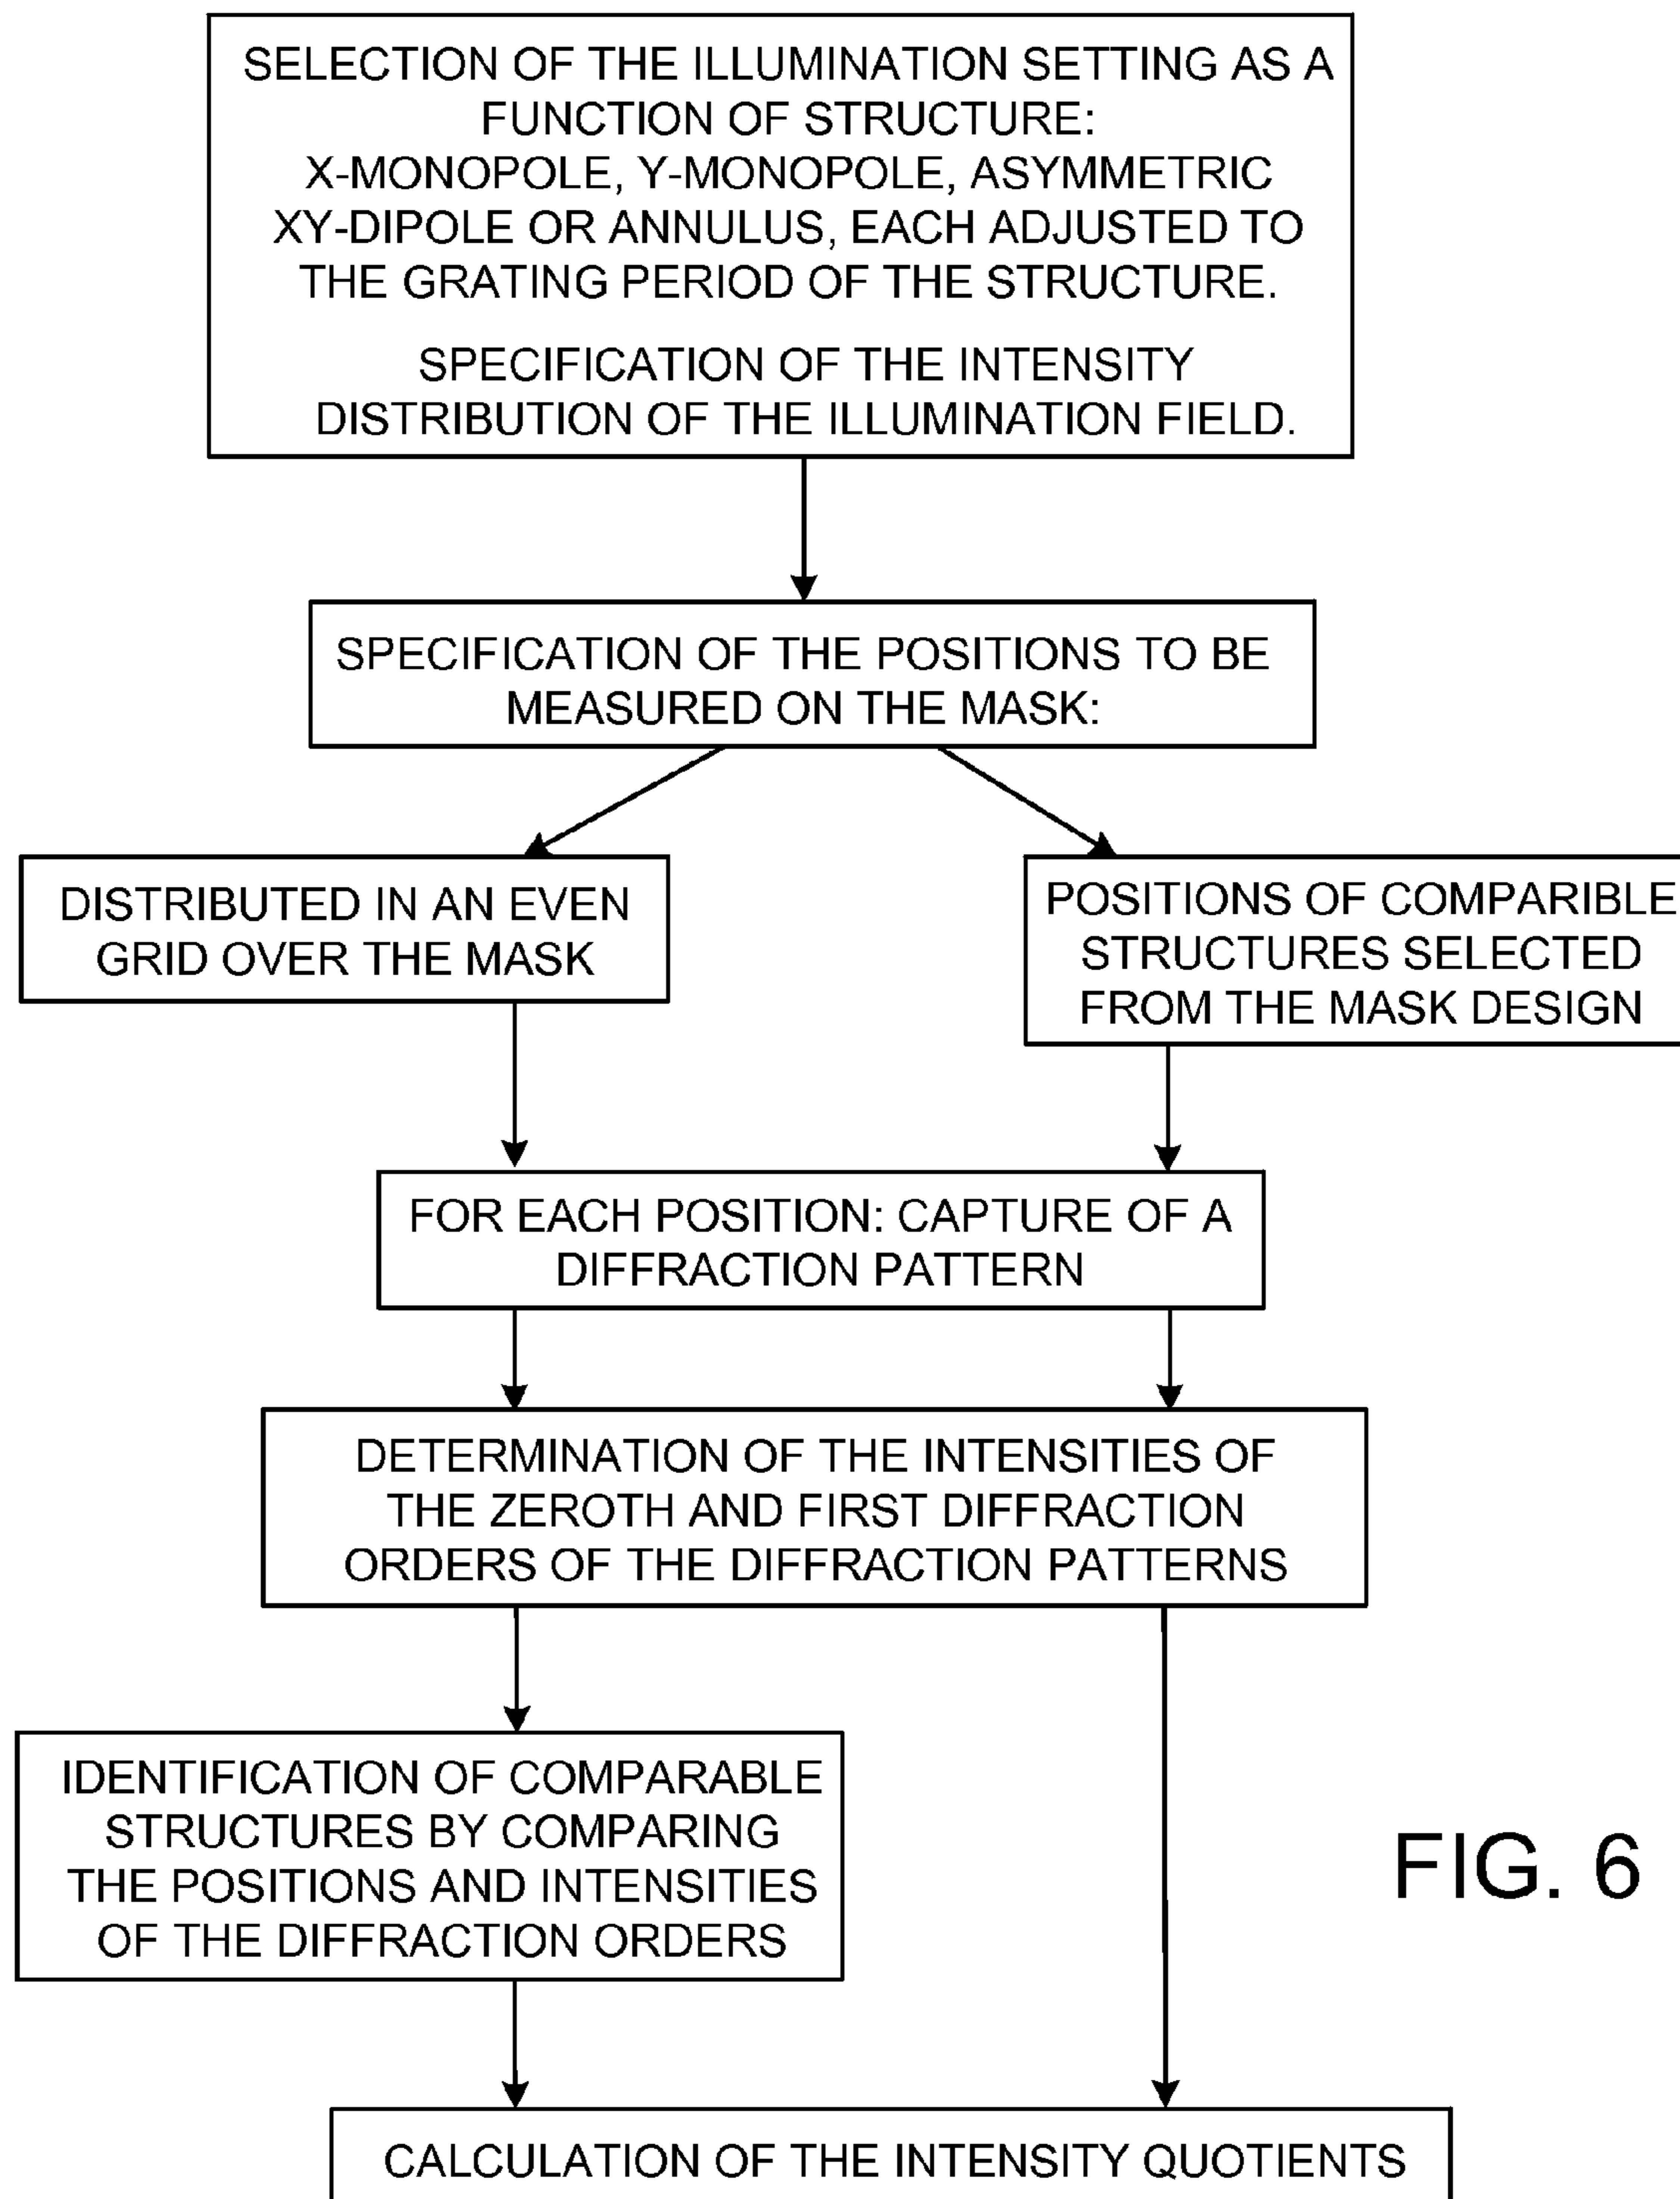 SELECTION OF THE ILLUMINATION SETTING AS A
FUNCTION OF STRUCTURE:
X-MONOPOLE, Y-MONOPOLE, ASYMMETRIC
XY-DIPOLE OR ANNULUS, EACH ADJUSTED TO
THE GRATING PERIOD OF THE STRUCTURE.
SPECIFICATION OF THE INTENSITY
DISTRIBUTION OF THE ILLUMINATION FIELD.
SPECIFICATION OF THE POSITIONS TO BE
MEASURED ON THE MASK:
DISTRIBUTED IN AN EVEN
GRID OVER THE MASK
POSITIONS OF COMPARIBLE
STRUCTURES SELECTED
FROM THE MASK DESIGN
FOR EACH POSITION: CAPTURE OF A
DIFFRACTION PATTERN
DETERMINATION OF THE INTENSITIES OF
THE ZEROTH AND FIRST DIFFRACTION
ORDERS OF THE DIFFRACTION PATTERNS
IDENTIFICATION OF COMPARABLE
STRUCTURES BY COMPARING
THE POSITIONS AND INTENSITIES
OF THE DIFFRACTION ORDERS
FIG. 6
CALCULATION OF THE INTENSITY QUOTIENTS